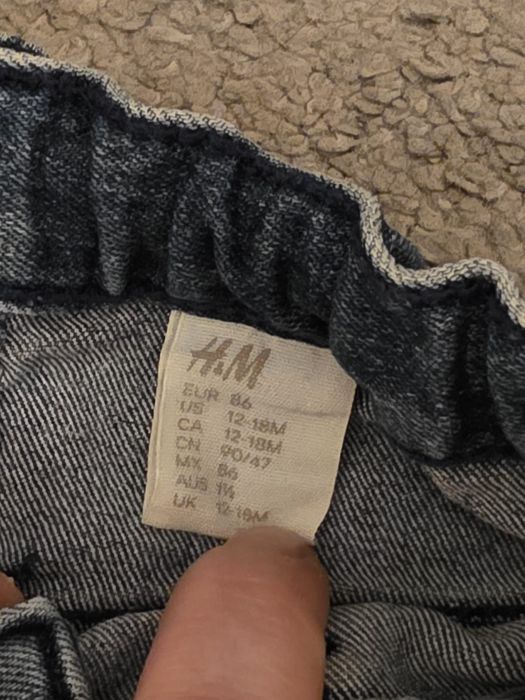 H&M
EUR 86
US 12-18M
CA 12-18M
CN 90/47
MX 86
AUS 1½
UK 12-18M